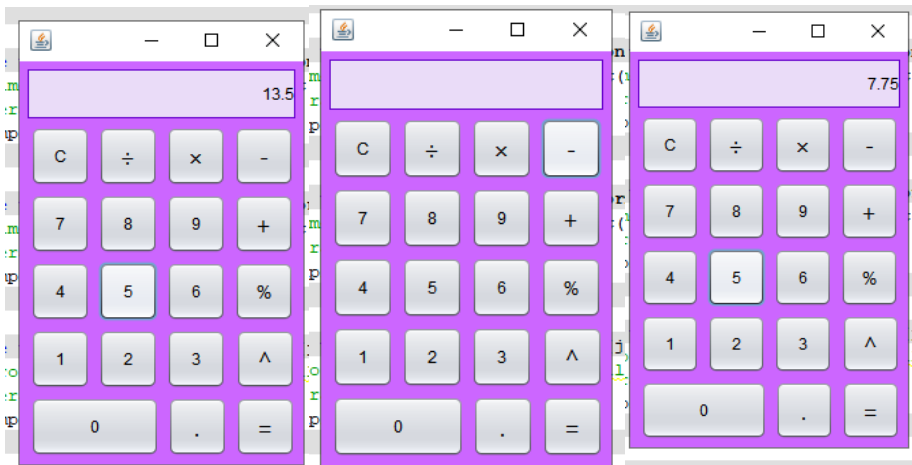 13.5
C ÷ × -
7 8 9 +
4 5 6 %
1 2 3 ^
0 . =
C ÷ × -
7 8 9 +
4 5 6 %
1 2 3 ^
0 . =
7.75
C ÷ × -
7 8 9 +
4 5 6 %
1 2 3 ^
0 . =